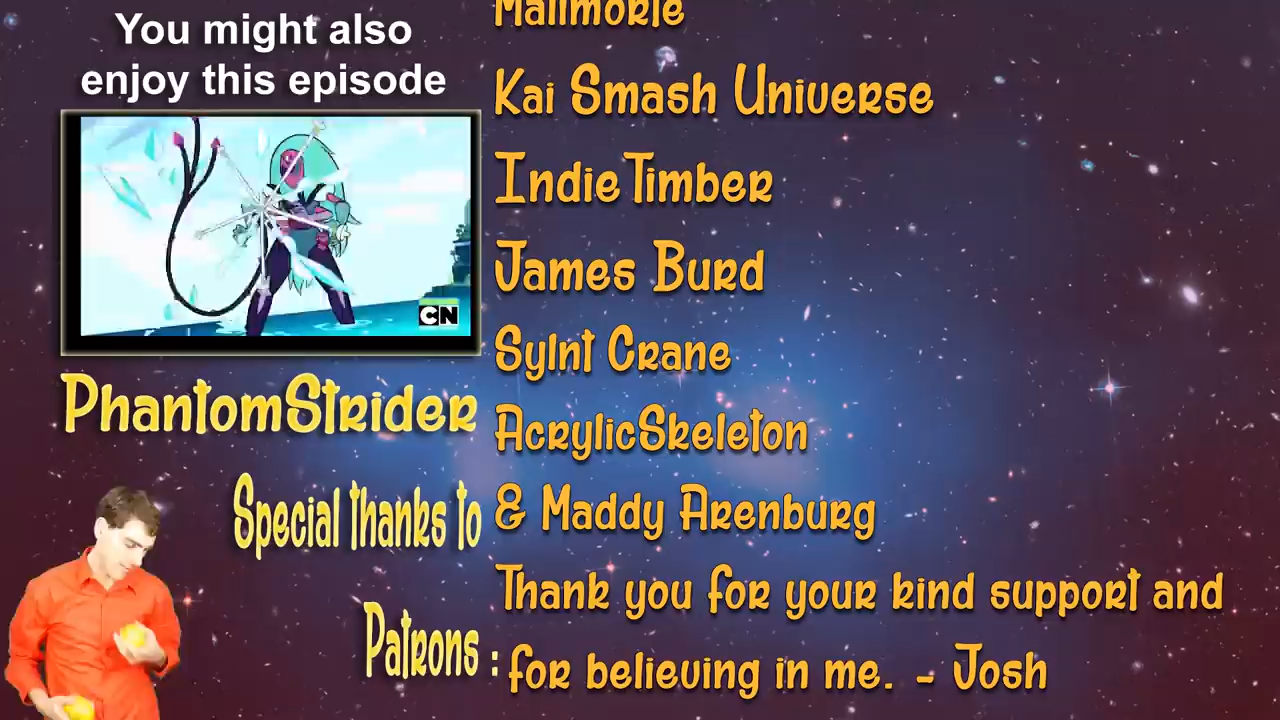 You might also
enjoy this episode
CN
PhantomStrider
Special thanks to
Patrons :
Kai Smash Universe
IndieTimber
James Burd
Sylnt Crane
AcrylicSkeleton
& Maddy Arenburg
Thank you for your kind support and
for believing in me. - Josh